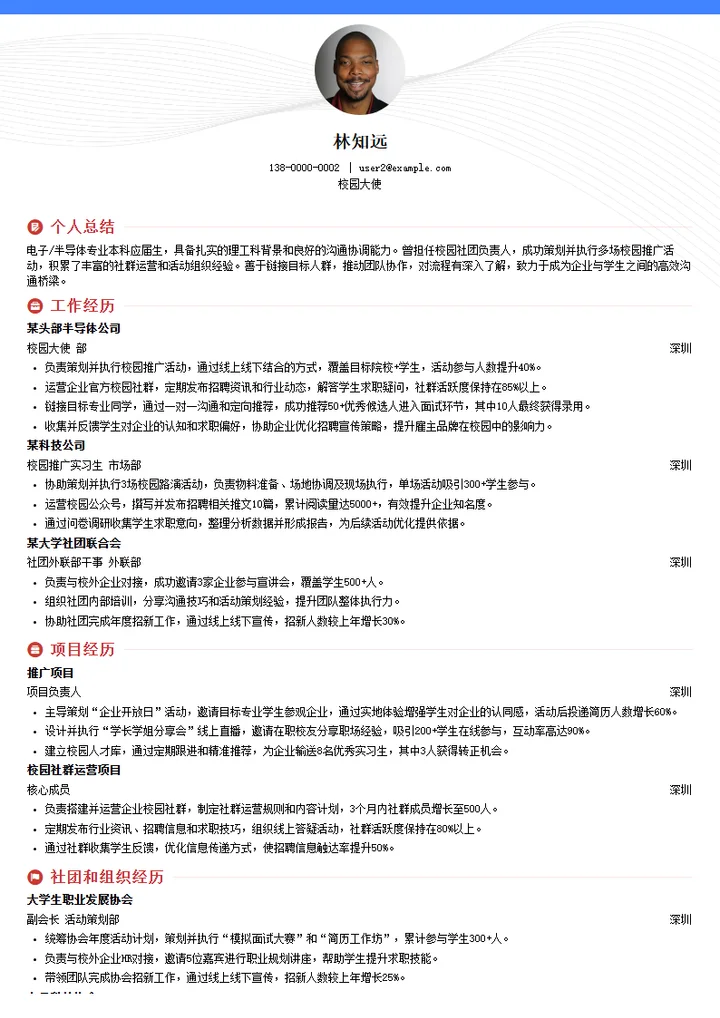 林知远
138-0000-0002 | user2@example.com
校园大使
个人总结
电子/半导体专业本科应届生，具备扎实的理工科背景和良好的沟通协调能力。曾担任校园社团负责人，成功策划并执行多场校园推广活
动，积累了丰富的社群运营和活动组织经验。善于链接目标人群，推动团队协作，对流程有深入了解，致力于成为企业与学生之间的高效沟
通桥梁。
工作经历
某头部半导体公司
校园大使 部 深圳
• 负责策划并执行校园推广活动，通过线上线下结合的方式，覆盖目标院校+学生，活动参与人数提升40%。
• 运营企业官方校园社群，定期发布招聘资讯和行业动态，解答学生求职疑问，社群活跃度保持在85%以上。
• 链接目标专业同学，通过一对一沟通和定向推荐，成功推荐50+优秀候选人进入面试环节，其中10人最终获得录用。
• 收集并反馈学生对企业的认知和求职偏好，协助企业优化招聘宣传策略，提升雇主品牌在校园中的影响力。
某科技公司
校园推广实习生 市场部 深圳
• 协助策划并执行3场校园路演活动，负责物料准备、场地协调及现场执行，单场活动吸引300+学生参与。
• 运营校园公众号，撰写并发布招聘相关推文10篇，累计阅读量达5000+，有效提升企业知名度。
• 通过问卷调研收集学生求职意向，整理分析数据并形成报告，为后续活动优化提供依据。
某大学社团联合会
社团外联部干事 外联部 深圳
• 负责与校外企业对接，成功邀请3家企业参与宣讲会，覆盖学生500+人。
• 组织社团内部培训，分享沟通技巧和活动策划经验，提升团队整体执行力。
• 协助社团完成年度招新工作，通过线上线下宣传，招新人数较上年增长30%。
项目经历
推广项目
项目负责人 深圳
• 主导策划“企业开放日”活动，邀请目标专业学生参观企业，通过实地体验增强学生对企业的认同感，活动后投递简历人数增长60%。
• 设计并执行“学长学姐分享会”线上直播，邀请在职校友分享职场经验，吸引200+学生在线参与，互动率高达90%。
• 建立校园人才库，通过定期跟进和精准推荐，为企业输送8名优秀实习生，其中3人获得转正机会。
校园社群运营项目
核心成员 深圳
• 负责搭建并运营企业校园社群，制定社群运营规则和内容计划，3个月内社群成员增长至500人。
• 定期发布行业资讯、招聘信息和求职技巧，组织线上答疑活动，社群活跃度保持在80%以上。
• 通过社群收集学生反馈，优化信息传递方式，使招聘信息触达率提升50%。
社团和组织经历
大学生职业发展协会
副会长 活动策划部 深圳
• 统筹协会年度活动计划，策划并执行“模拟面试大赛”和“简历工作坊”，累计参与学生300+人。
• 负责与校外企业HR对接，邀请5位嘉宾进行职业规划讲座，帮助学生提升求职技能。
• 带领团队完成协会招新工作，通过线上线下宣传，招新人数较上年增长25%。